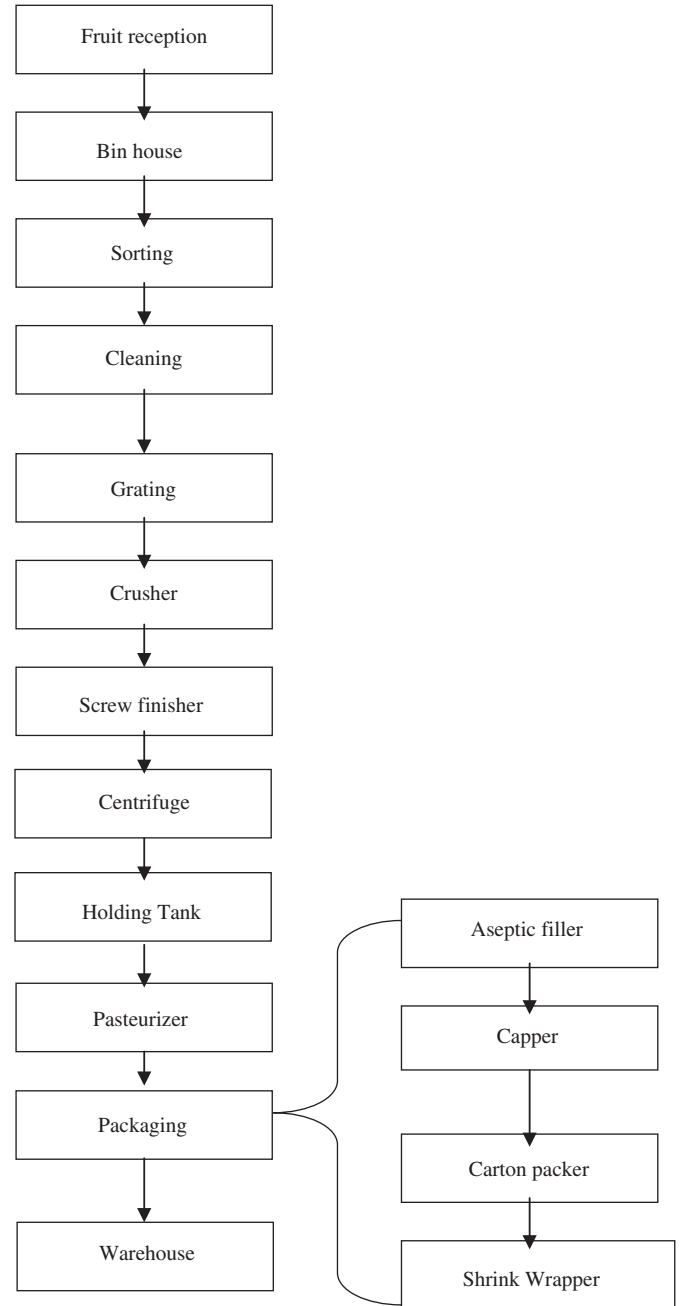 Fruit reception
Bin house
Sorting
Cleaning
Grating
Crusher
Screw finisher
Centrifuge
Holding Tank
Pasteurizer
Packaging
Warehouse
Aseptic filler
Capper
Carton packer
Shrink Wrapper